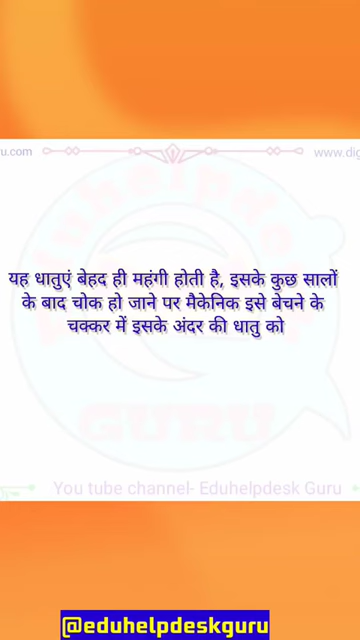 u.com
www.dig
eduhelpdesk
GURU
यह धातुएं बेहद ही महंगी होती है, इसके कुछ सालों
के बाद चोक हो जाने पर मैकेनिक इसे बेचने के
चक्कर में इसके अंदर की धातु को
You tube channel- Eduhelpdesk Guru
@eduhelpdeskguru